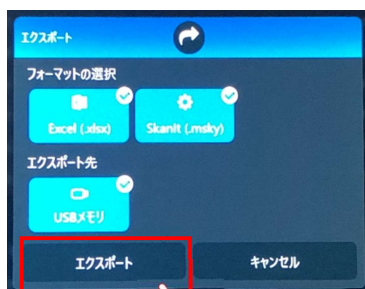 エクスポート
フォーマットの選択
Excel (.xlsx)
SkanIt (.msky)
エクスポート先
USBメモリ
エクスポート
キャンセル